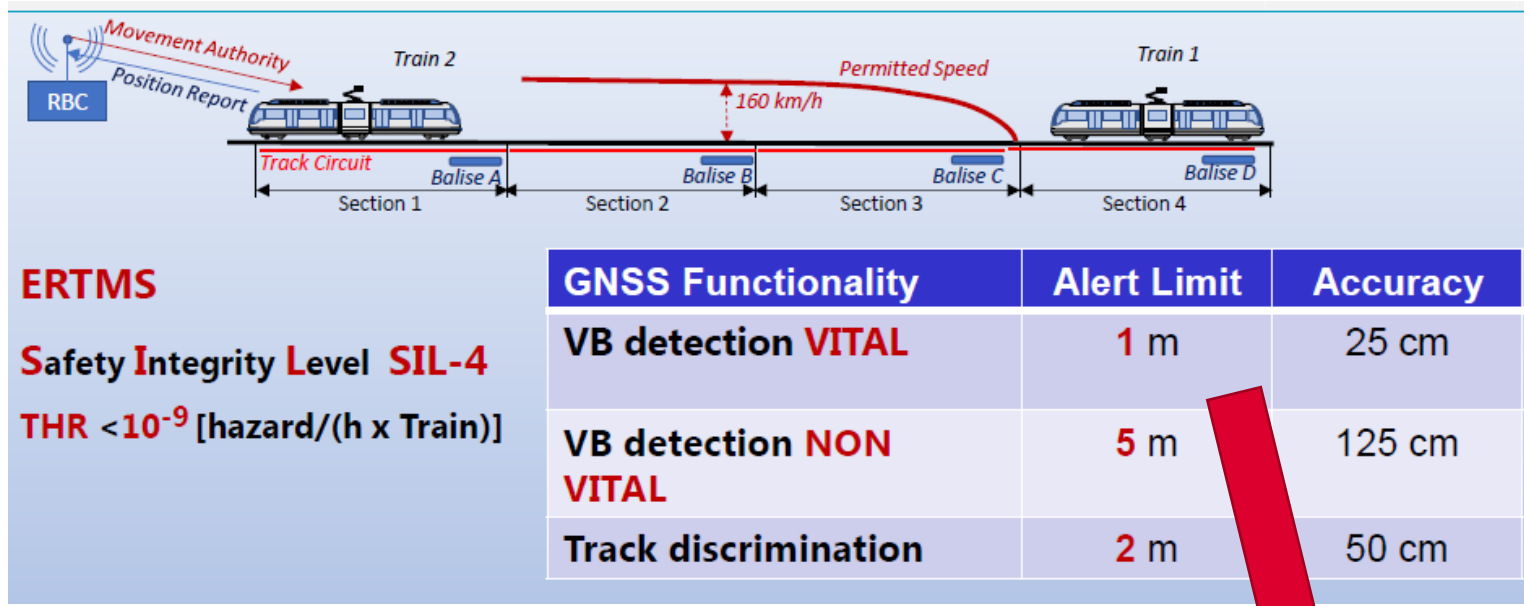 Movement Authority
Position Report
RBC
Train 2
Permitted Speed
160 km/h
Train 1
Track Circuit
Balise A
Balise B
Balise C
Balise D
Section 1
Section 2
Section 3
Section 4
ERTMS
Safety Integrity Level SIL-4
THR <10⁻⁹ [hazard/(h x Train)]
GNSS Functionality Alert Limit Accuracy
VB detection VITAL 1 m 25 cm
VB detection NON 5 m 125 cm
VITAL
Track discrimination 2 m 50 cm